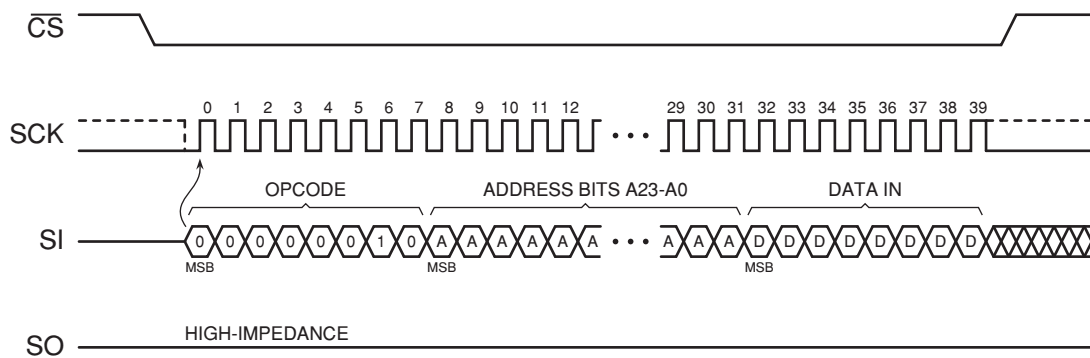 CS
0 1 2 3 4 5 6 7 8 9 10 11 12 29 30 31 32 33 34 35 36 37 38 39
SCK
OPCODE ADDRESS BITS A23-A0 DATA IN
SI 0 0 0 0 0 0 1 0 A A A A A A A A A D D D D D D D D
MSB MSB MSB
HIGH-IMPEDANCE
SO